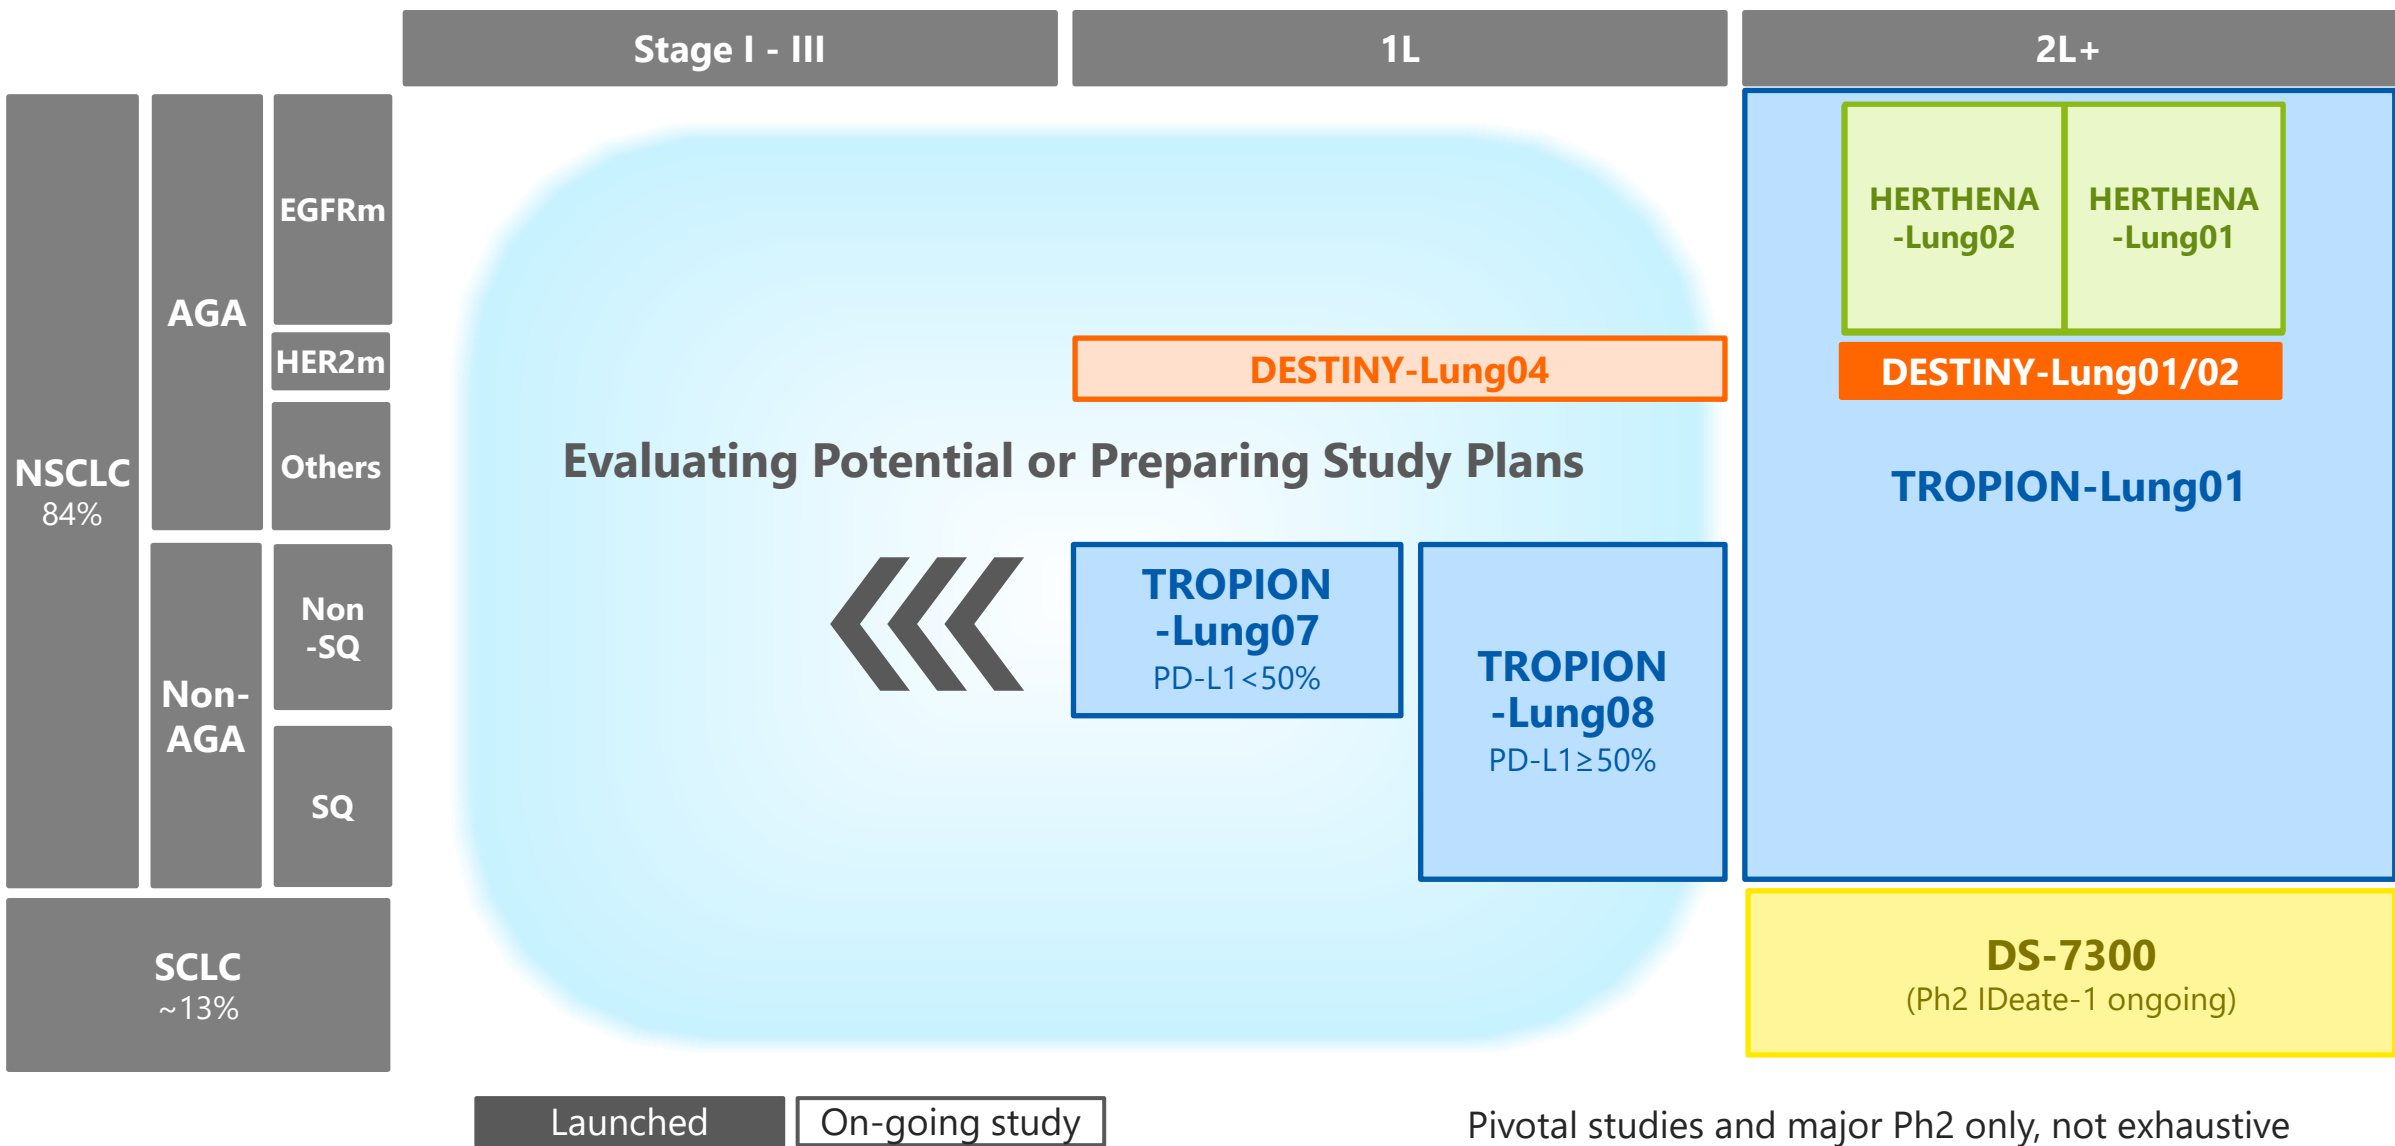 Stage I - III
1L
2L+
NSCLC
84%
AGA
EGFRm
HER2m
Others
Non-
AGA
Non
-SQ
SQ
SCLC
~13%
HERTHENA
-Lung02
HERTHENA
-Lung01
DESTINY-Lung04
DESTINY-Lung01/02
Evaluating Potential or Preparing Study Plans
TROPION-Lung01
TROPION
-Lung07
PD-L1<50%
TROPION
-Lung08
PD-L1≥50%
DS-7300
(Ph2 IDeate-1 ongoing)
Launched
On-going study
Pivotal studies and major Ph2 only, not exhaustive